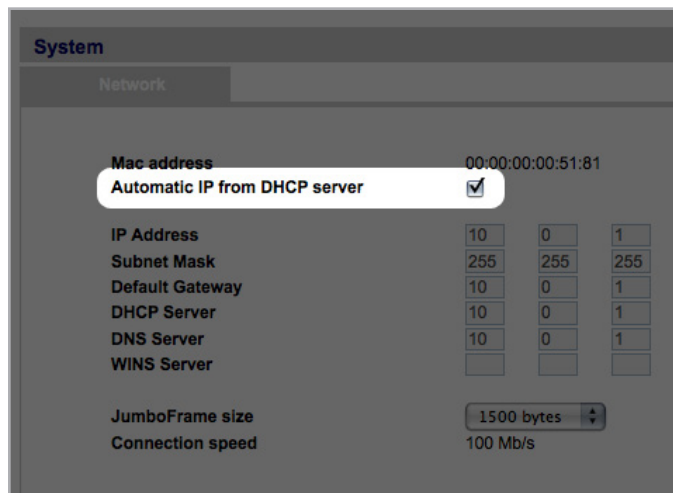 System
Network
Mac address 00:00:00:00:51:81
Automatic IP from DHCP server
IP Address 10 0 1
Subnet Mask 255 255 255
Default Gateway 10 0 1
DHCP Server 10 0 1
DNS Server 10 0 1
WINS Server
JumboFrame size 1500 bytes
Connection speed 100 Mb/s